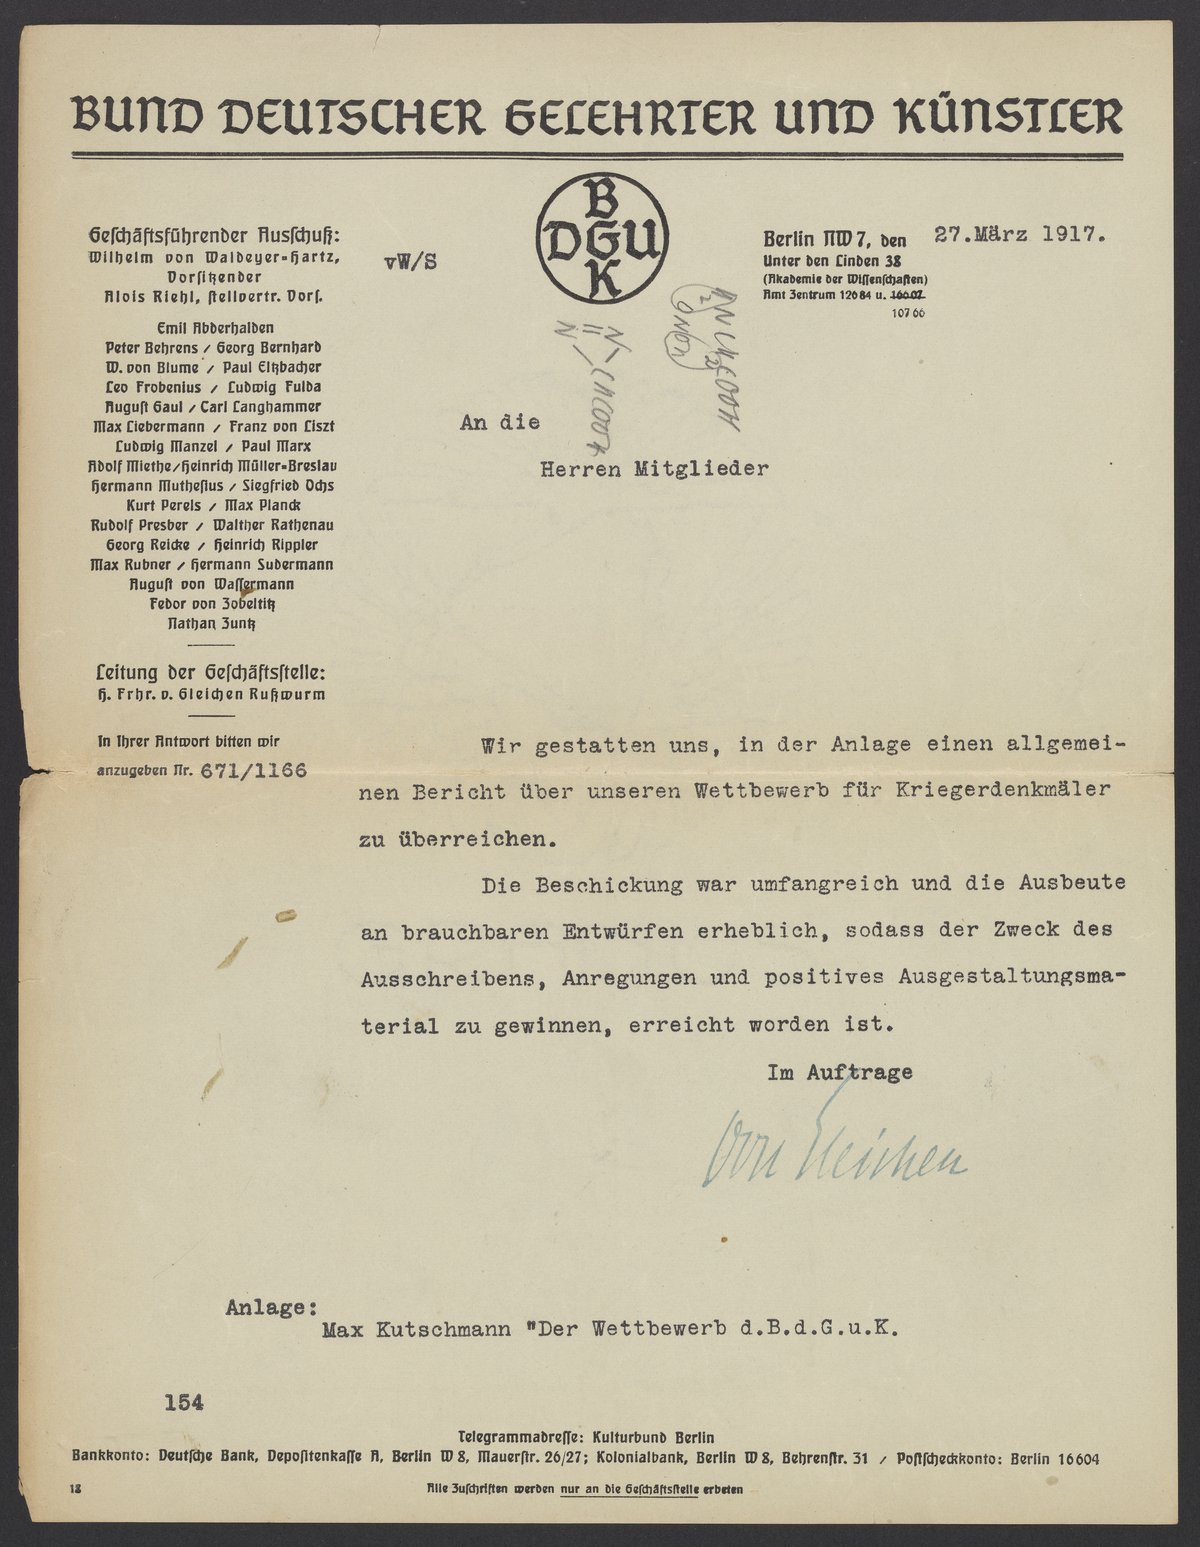 BUND DEUTSCHER GELEHRTER UND KÜNSTLER
B
DGU
K
Geſchäftsführender Ausſchuß:
Wilhelm von Waldeyer-Hartz,
Vorſitzender
Alois Riehl, ſtellvertr. Vorſ.
Emil Abderhalden
Peter Behrens / Georg Bernhard
W. von Blume / Paul Eltzbacher
Leo Frobenius / Ludwig Fulda
Auguſt Gaul / Carl Langhammer
Max Liebermann / Franz von Liszt
Ludwig Manzel / Paul Marx
Adolf Miethe / Heinrich Müller-Breslau
Hermann Mutheſius / Siegfried Ochs
Kurt Perels / Max Planck
Rudolf Presber / Walther Rathenau
Georg Reicke / Heinrich Rippler
Max Rubner / Hermann Sudermann
Auguſt von Waſſermann
Fedor von Zobeltitz
Nathan Zuntz
Leitung der Geſchäftsſtelle:
H. Frhr. v. Gleichen Rußwurm
In Ihrer Antwort bitten wir
anzugeben Nr. 671/1166
vW/S
Berlin NW 7, den 27.März 1917.
Unter den Linden 38
(Akademie der Wiſſenſchaften)
Amt Zentrum 12684 u. 16607
10766
An die
Herren Mitglieder
Wir gestatten uns, in der Anlage einen allgemei-
nen Bericht über unseren Wettbewerb für Kriegerdenkmäler
zu überreichen.
Die Beschickung war umfangreich und die Ausbeute
an brauchbaren Entwürfen erheblich, sodass der Zweck des
Ausschreibens, Anregungen und positives Ausgestaltungsma-
terial zu gewinnen, erreicht worden ist.
Im Auftrage
von Gleichen
Anlage:
Max Kutschmann "Der Wettbewerb d.B.d.G.u.K.
154
Telegrammadreſſe: Kulturbund Berlin
Bankkonto: Deutſche Bank, Depoſitenkaſſe A, Berlin W 8, Mauerſtr. 26/27; Kolonialbank, Berlin W 8, Behrenſtr. 31 / Poſtſcheckkonto: Berlin 16604
18
Alle Zuſchriften werden nur an die Geſchäftsſtelle erbeten